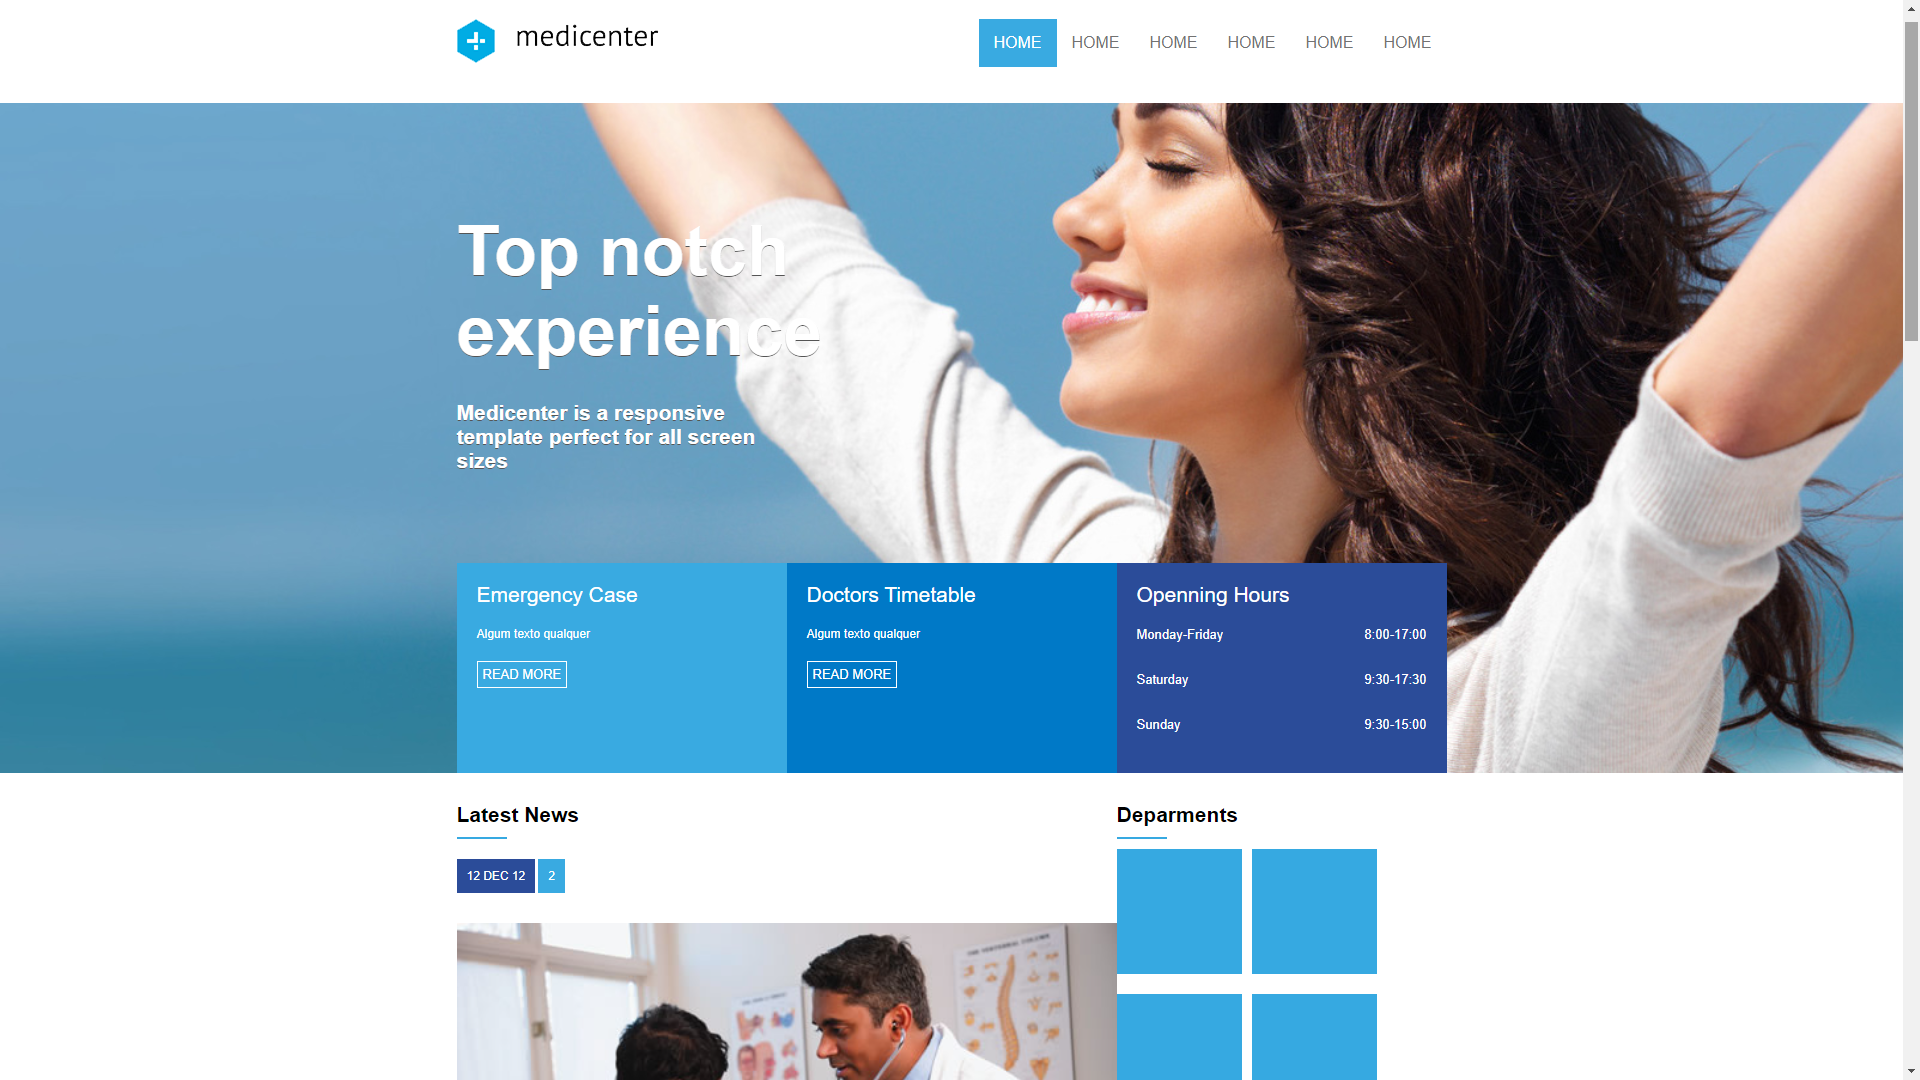 medicenter
HOME HOME HOME HOME HOME HOME
Top notch
experience
Medicenter is a responsive
template perfect for all screen
sizes
Emergency Case
Algum texto qualquer
READ MORE
Doctors Timetable
Algum texto qualquer
READ MORE
Openning Hours
Monday-Friday 8:00-17:00
Saturday 9:30-17:30
Sunday 9:30-15:00
Latest News
12 DEC 12 2
Deparments